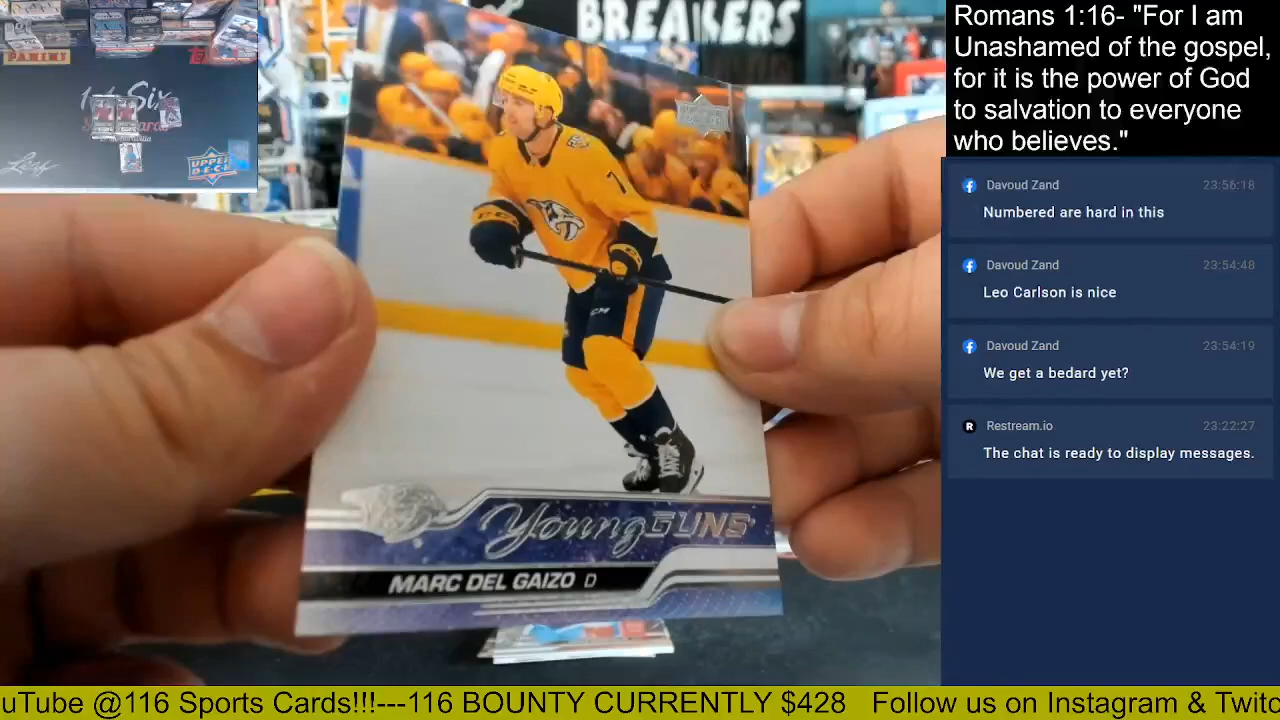 BREAKERS
PANINI
Leaf
UPPER
DECK
CCM
7
Young GUNS
MARC DEL GAIZO D
Romans 1:16- "For I am
Unashamed of the gospel,
for it is the power of God
to salvation to everyone
who believes."
Davoud Zand 23:56:18
Numbered are hard in this
Davoud Zand 23:54:48
Leo Carlson is nice
Davoud Zand 23:54:19
We get a bedard yet?
R Restream.io 23:22:27
The chat is ready to display messages.
uTube @116 Sports Cards!!!---116 BOUNTY CURRENTLY $428 Follow us on Instagram & Twitc